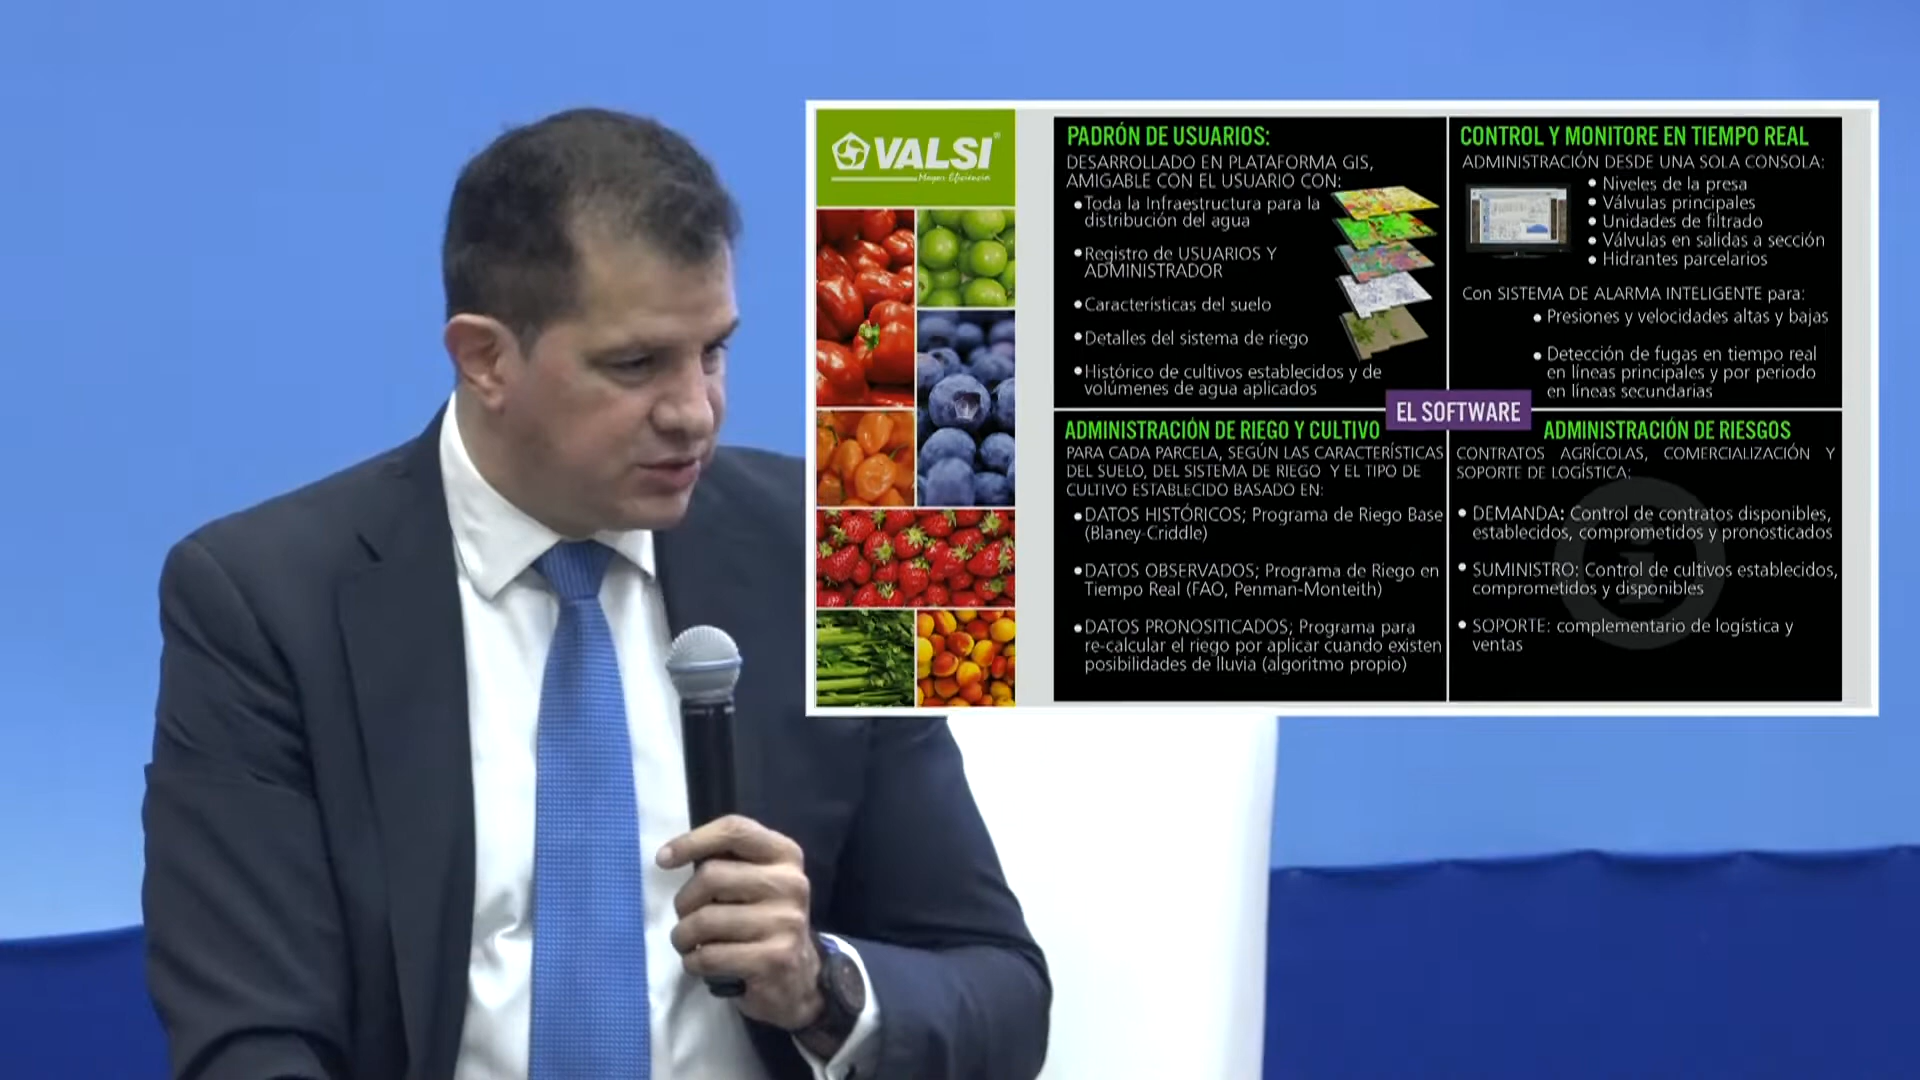 VALSI
Mayor Eficiencia
PADRÓN DE USUARIOS:
DESARROLLADO EN PLATAFORMA GIS,
AMIGABLE CON EL USUARIO CON:
•Toda la Infraestructura para la
distribución del agua
•Registro de USUARIOS Y
ADMINISTRADOR
•Características del suelo
•Detalles del sistema de riego
•Histórico de cultivos establecidos y de
volúmenes de agua aplicados
CONTROL Y MONITORE EN TIEMPO REAL
ADMINISTRACIÓN DESDE UNA SOLA CONSOLA:
• Niveles de la presa
• Válvulas principales
• Unidades de filtrado
• Válvulas en salidas a sección
• Hidrantes parcelarios
Con SISTEMA DE ALARMA INTELIGENTE para:
• Presiones y velocidades altas y bajas
• Detección de fugas en tiempo real
en líneas principales y por periodo
en líneas secundarias
EL SOFTWARE
ADMINISTRACIÓN DE RIEGO Y CULTIVO
PARA CADA PARCELA, SEGÚN LAS CARACTERÍSTICAS
DEL SUELO, DEL SISTEMA DE RIEGO Y EL TIPO DE
CULTIVO ESTABLECIDO BASADO EN:
•DATOS HISTÓRICOS; Programa de Riego Base
(Blaney-Criddle)
•DATOS OBSERVADOS; Programa de Riego en
Tiempo Real (FAO, Penman-Monteith)
•DATOS PRONOSITICADOS; Programa para
re-calcular el riego por aplicar cuando existen
posibilidades de lluvia (algoritmo propio)
ADMINISTRACIÓN DE RIESGOS
CONTRATOS AGRÍCOLAS, COMERCIALIZACIÓN Y
SOPORTE DE LOGÍSTICA:
• DEMANDA: Control de contratos disponibles,
establecidos, comprometidos y pronosticados
• SUMINISTRO: Control de cultivos establecidos,
comprometidos y disponibles
• SOPORTE: complementario de logística y
ventas